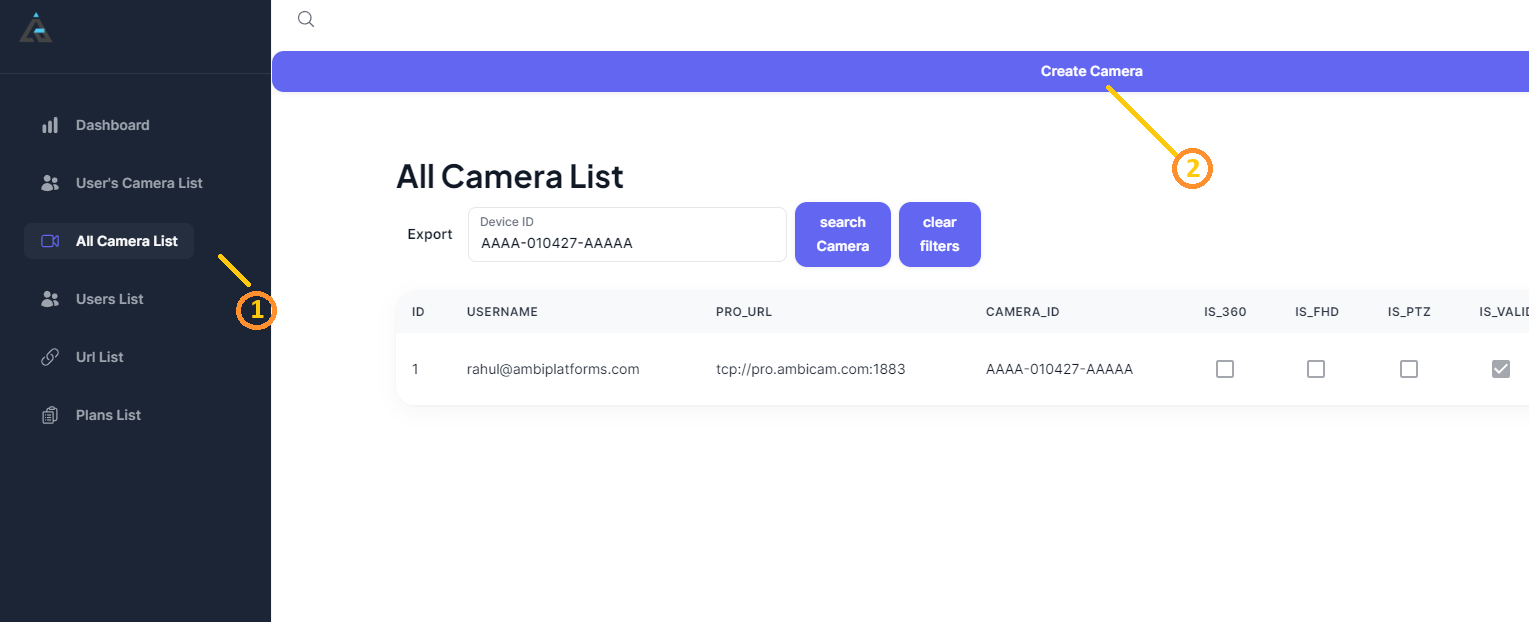 Create Camera
Dashboard
User's Camera List
All Camera List
Users List
Url List
Plans List
1
2
All Camera List
Export
Device ID
AAAA-010427-AAAAA
search
Camera
clear
filters
ID USERNAME PRO_URL CAMERA_ID IS_360 IS_FHD IS_PTZ IS_VALID
1 rahul@ambiplatforms.com tcp://pro.ambicam.com:1883 AAAA-010427-AAAAA